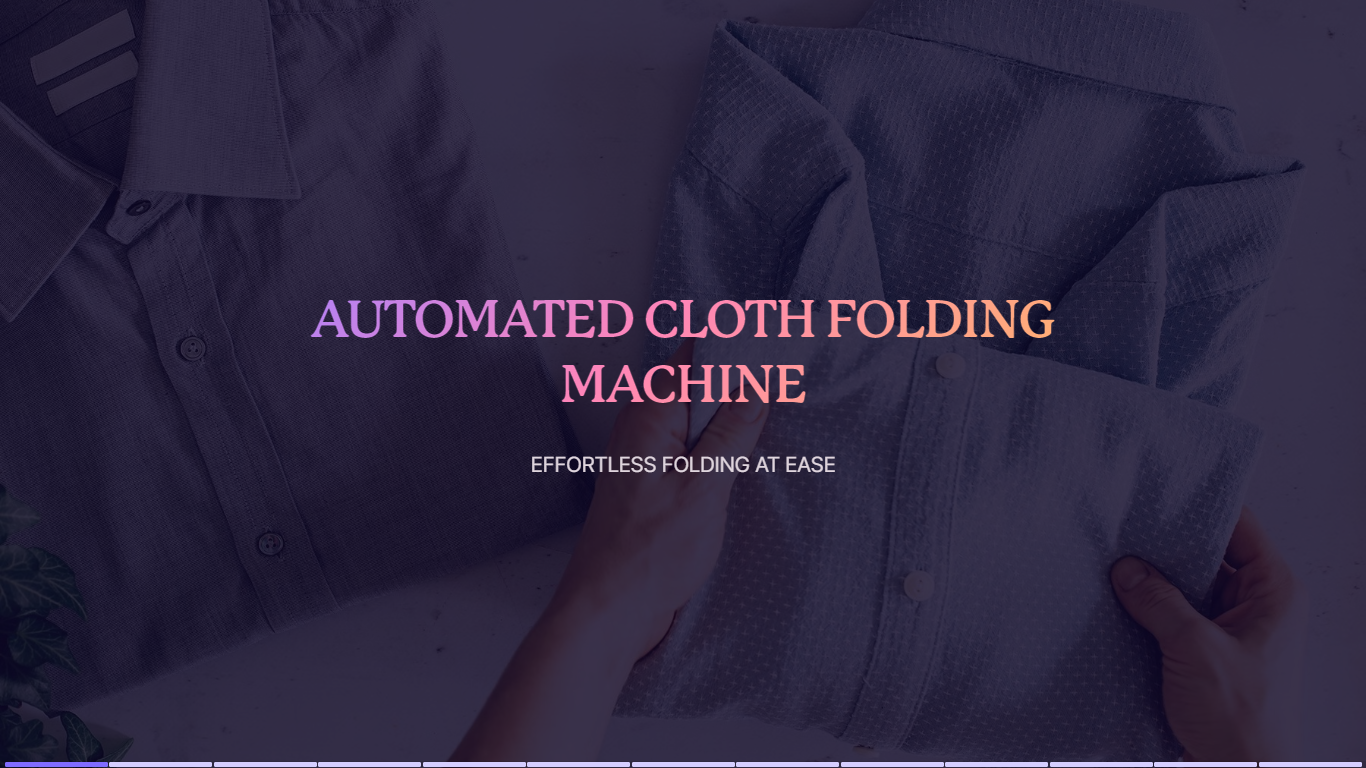 AUTOMATED CLOTH FOLDING
MACHINE
EFFORTLESS FOLDING AT EASE